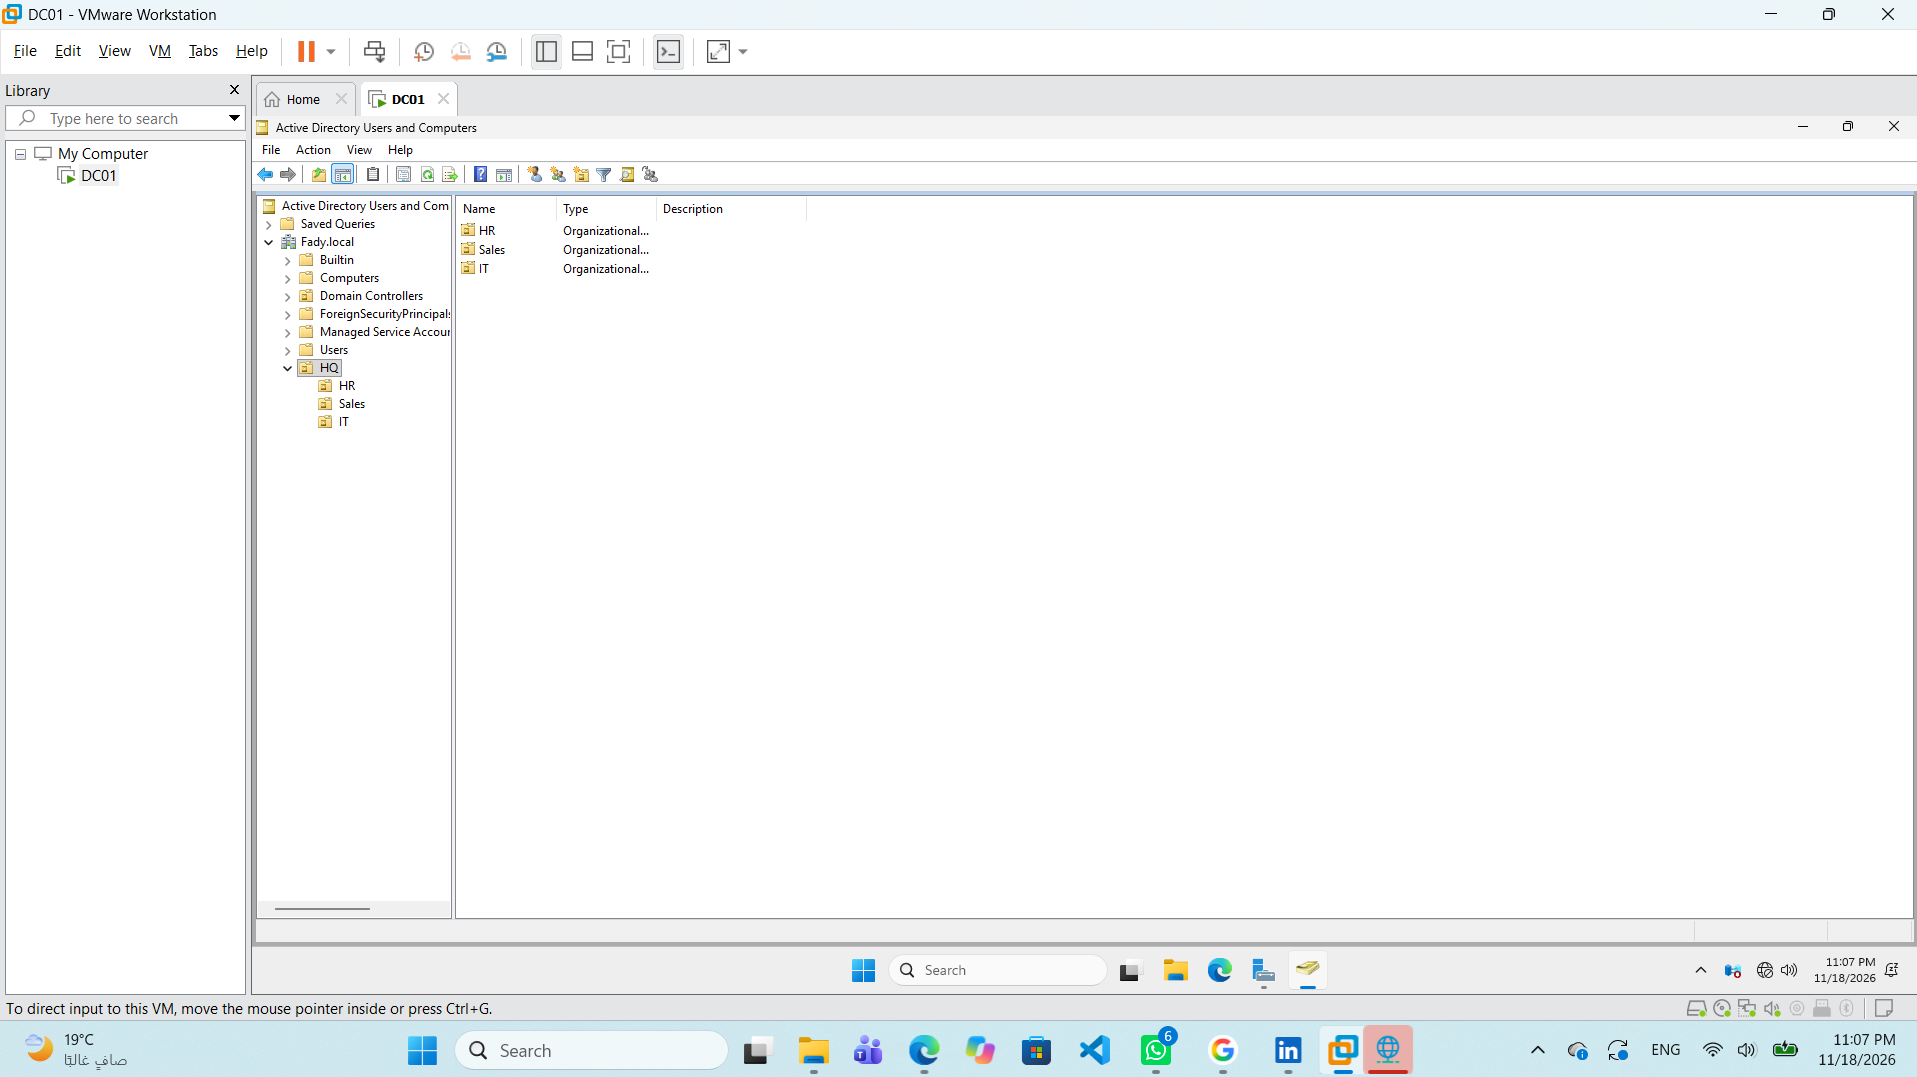 DC01 - VMware Workstation
File Edit View VM Tabs Help
Library
Type here to search
My Computer
DC01
Home
DC01
Active Directory Users and Computers
File Action View Help
Active Directory Users and Com
Saved Queries
Fady.local
Builtin
Computers
Domain Controllers
ForeignSecurityPrincipals
Managed Service Accour
Users
HQ
HR
Sales
IT
Name Type Description
HR Organizational...
Sales Organizational...
IT Organizational...
Search
11:07 PM
11/18/2026
To direct input to this VM, move the mouse pointer inside or press Ctrl+G.
19°C
صافٍ غالبًا
Search
6
ENG
11:07 PM
11/18/2026